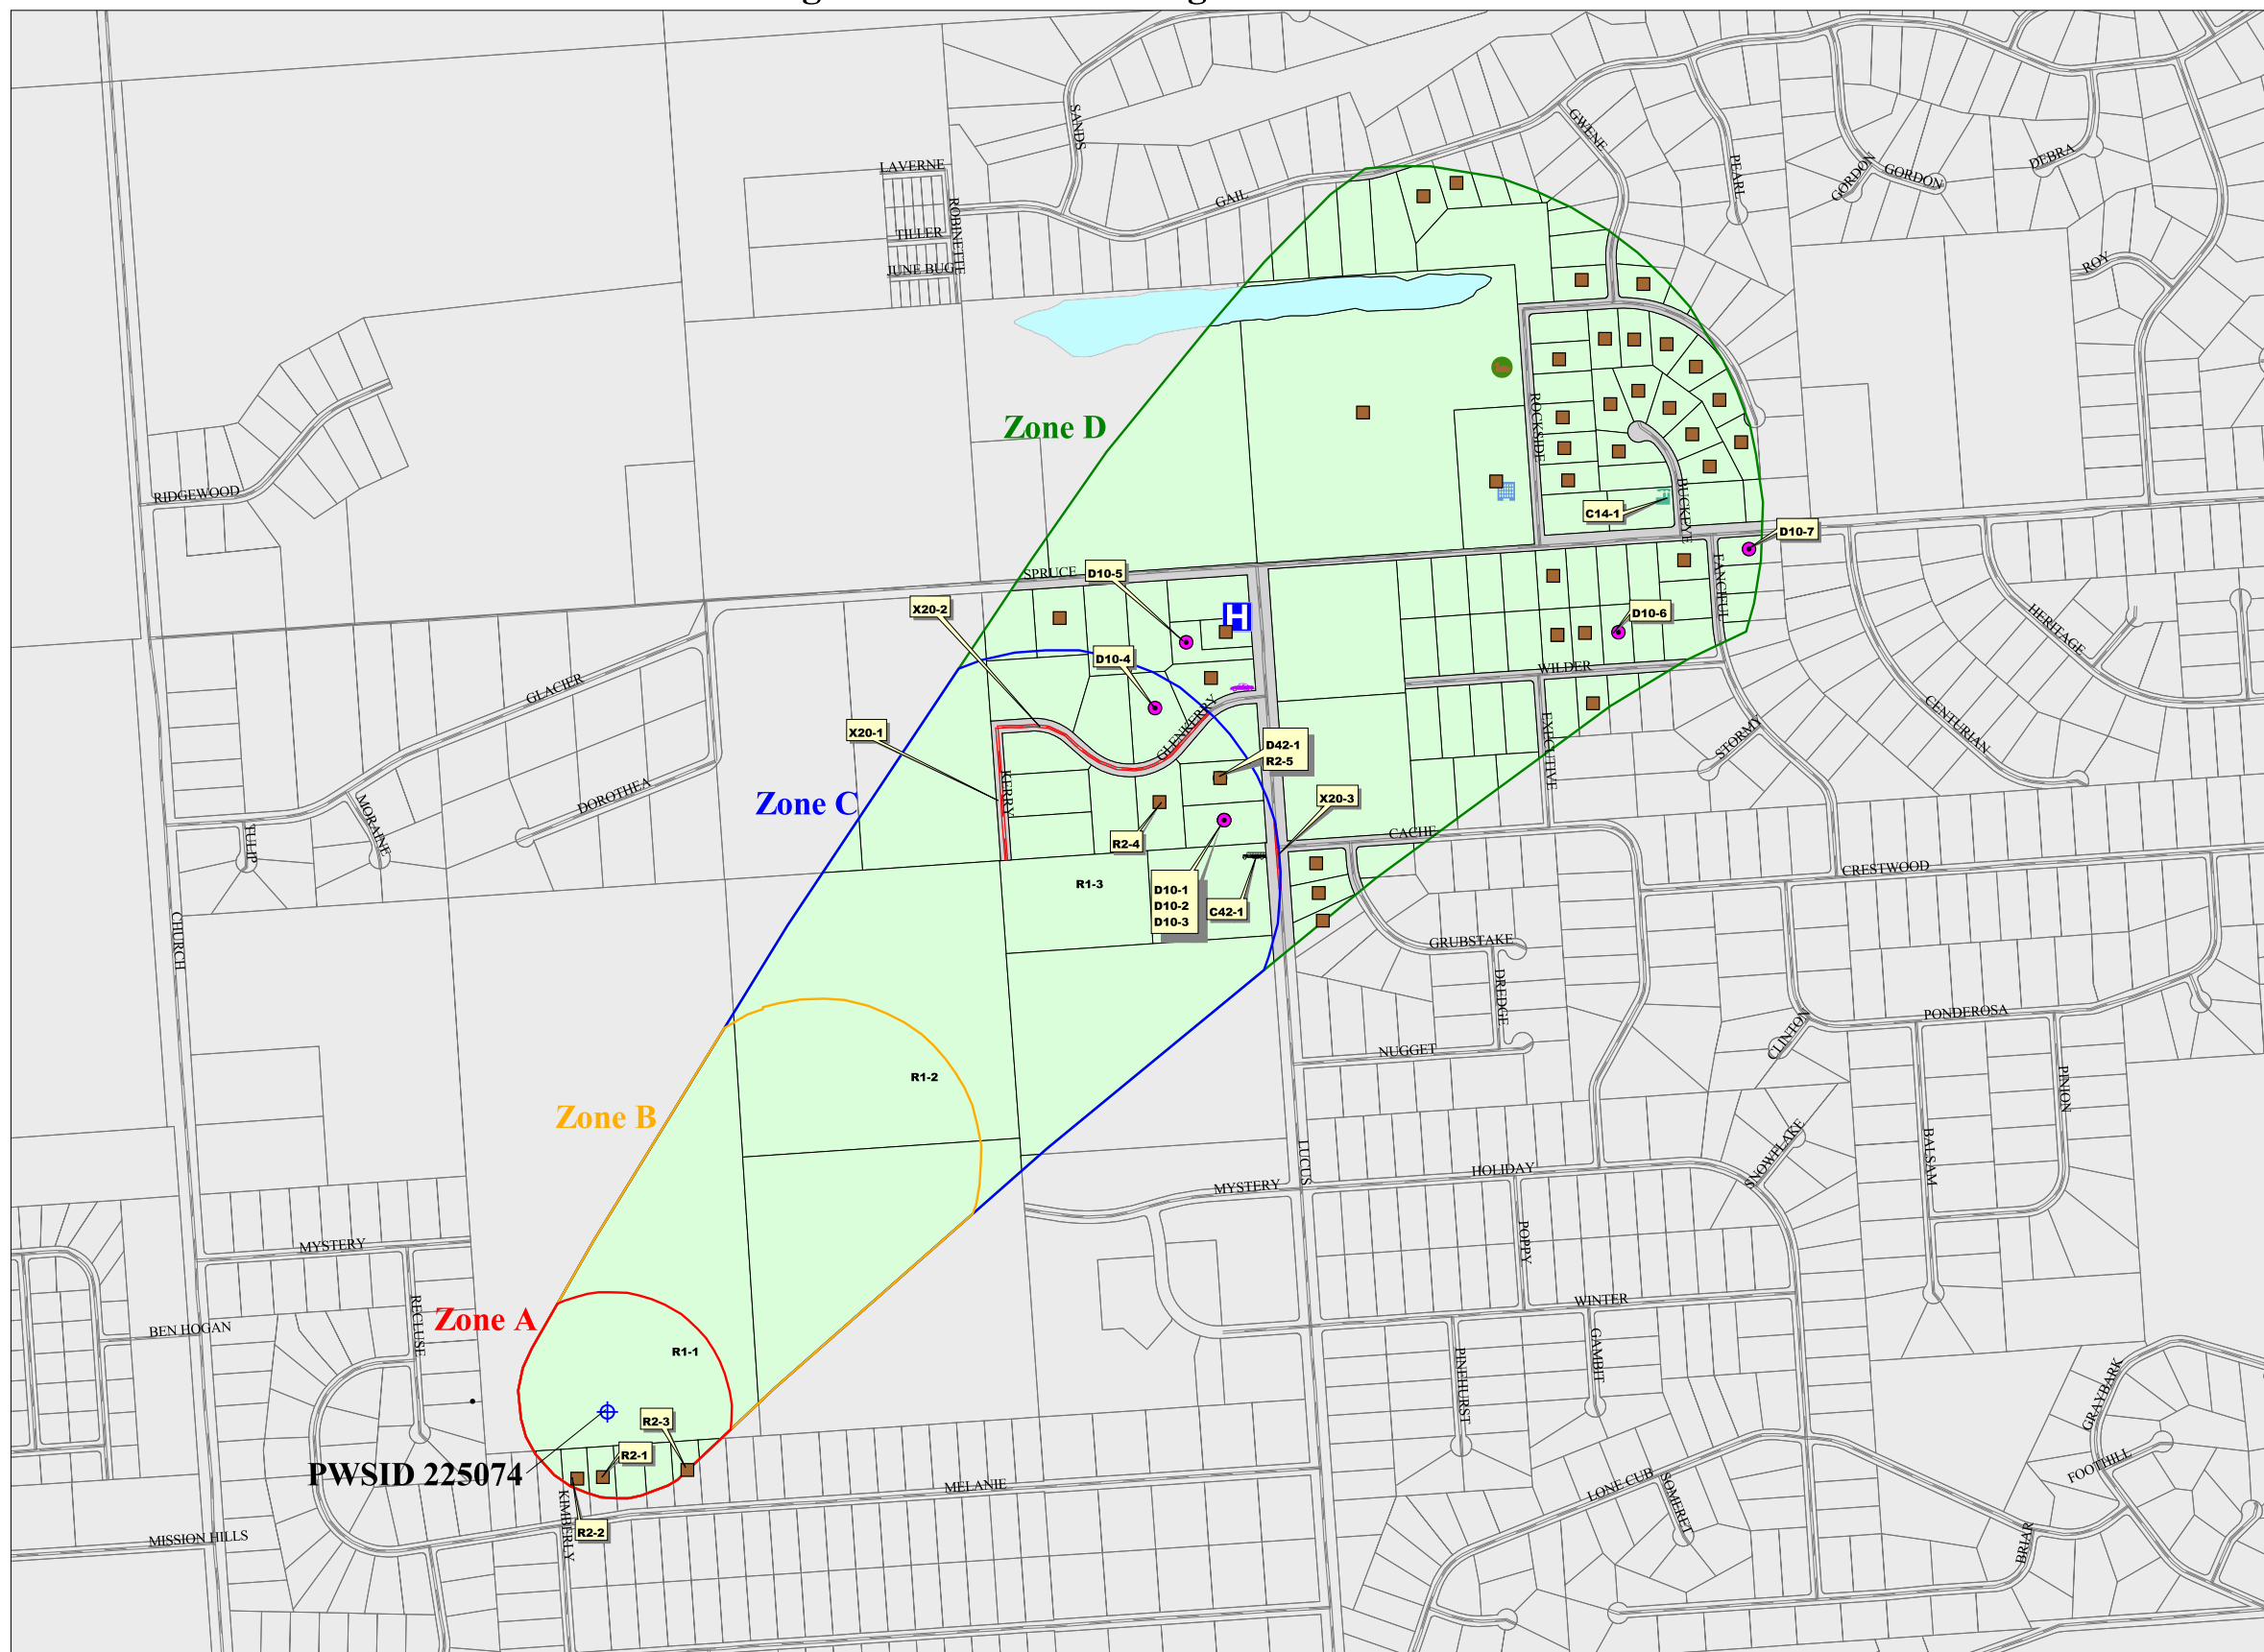 SANDS
GWENE
PEARL
GORDON
GORDON
DEBRA
LAVERNE
ROBINETTE
GAIL
TILLER
JUNE BUG
ROY
Zone D
ROCKSIDE
RIDGEWOOD
BUCKEYE
C14-1
D10-7
SPRUCE
D10-5
FANCIFUL
X20-2
H
D10-6
HERITAGE
D10-4
WILDER
GLACIER
CENTURIAN
X20-1
GLENKERRY
EXECUTIVE
STORMY
D42-1
R2-5
KERRY
DOROTHEA
Zone C
X20-3
MORAINE
TULIP
R2-4
CACHE
CRESTWOOD
R1-3
D10-1
D10-2
D10-3
C42-1
CHURCH
GRUBSTAKE
DREDGE
PONDEROSA
CLINTON
NUGGET
R1-2
PINION
Zone B
SNOWFLAKE
BALSAM
LUCUS
HOLIDAY
MYSTERY
POPPY
MYSTERY
WINTER
RECLUSE
Zone A
BEN HOGAN
GAMBIT
PINEHURST
R1-1
GRAYBARK
R2-3
R2-1
FOOTHILL
PWSID 225074
MELANIE
LONE CUB
SOMERET
KIMBERLY
R2-2
MISSION HILLS
BRIAR